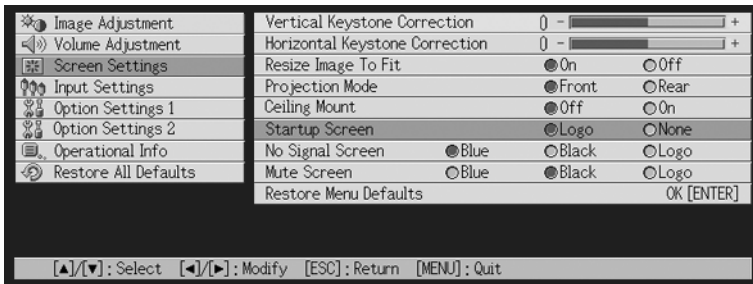 Image Adjustment
Volume Adjustment
Screen Settings
Input Settings
Option Settings 1
Option Settings 2
Operational Info
Restore All Defaults
Vertical Keystone Correction 0 - +
Horizontal Keystone Correction 0 - +
Resize Image To Fit On Off
Projection Mode Front Rear
Ceiling Mount Off On
Startup Screen Logo None
No Signal Screen Blue Black Logo
Mute Screen Blue Black Logo
Restore Menu Defaults OK [ENTER]
[▲]/[▼] : Select [◀]/[▶] : Modify [ESC] : Return [MENU] : Quit